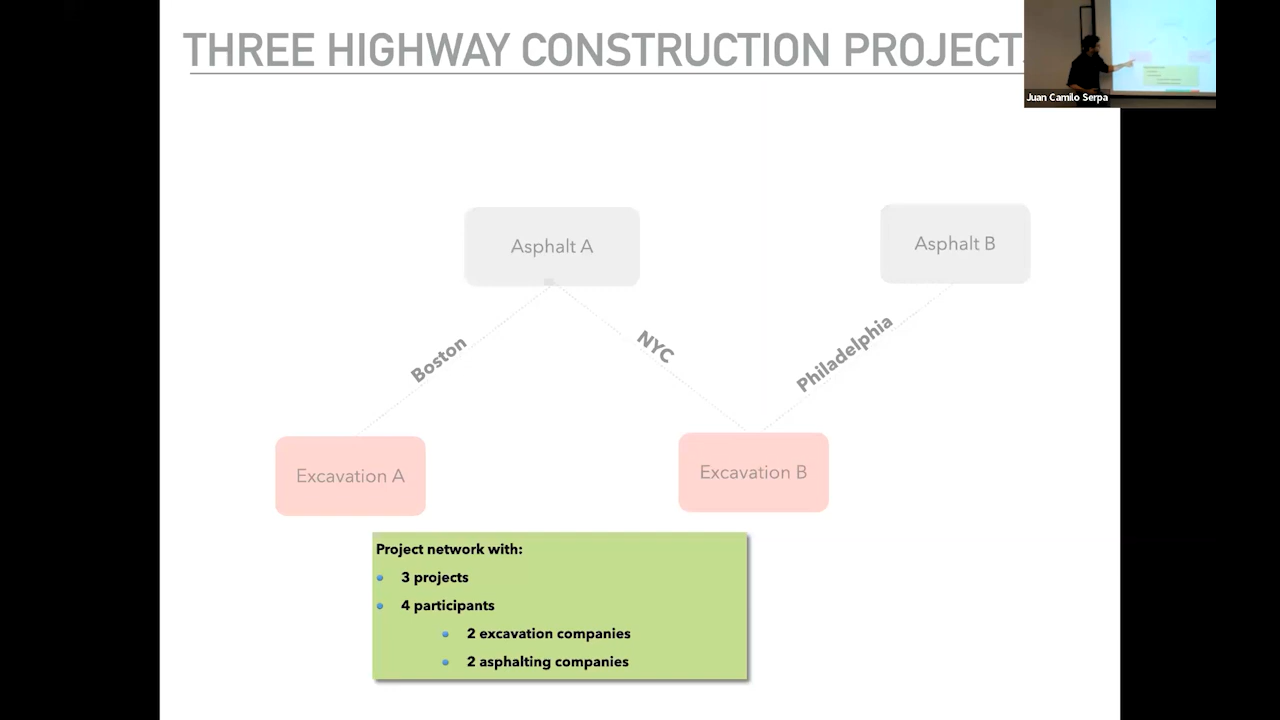 THREE HIGHWAY CONSTRUCTION PROJECT
Juan Camilo Serpa
Asphalt A
Asphalt B
Boston
NYC
Philadelphia
Excavation A
Excavation B
Project network with:
3 projects
4 participants
2 excavation companies
2 asphalting companies